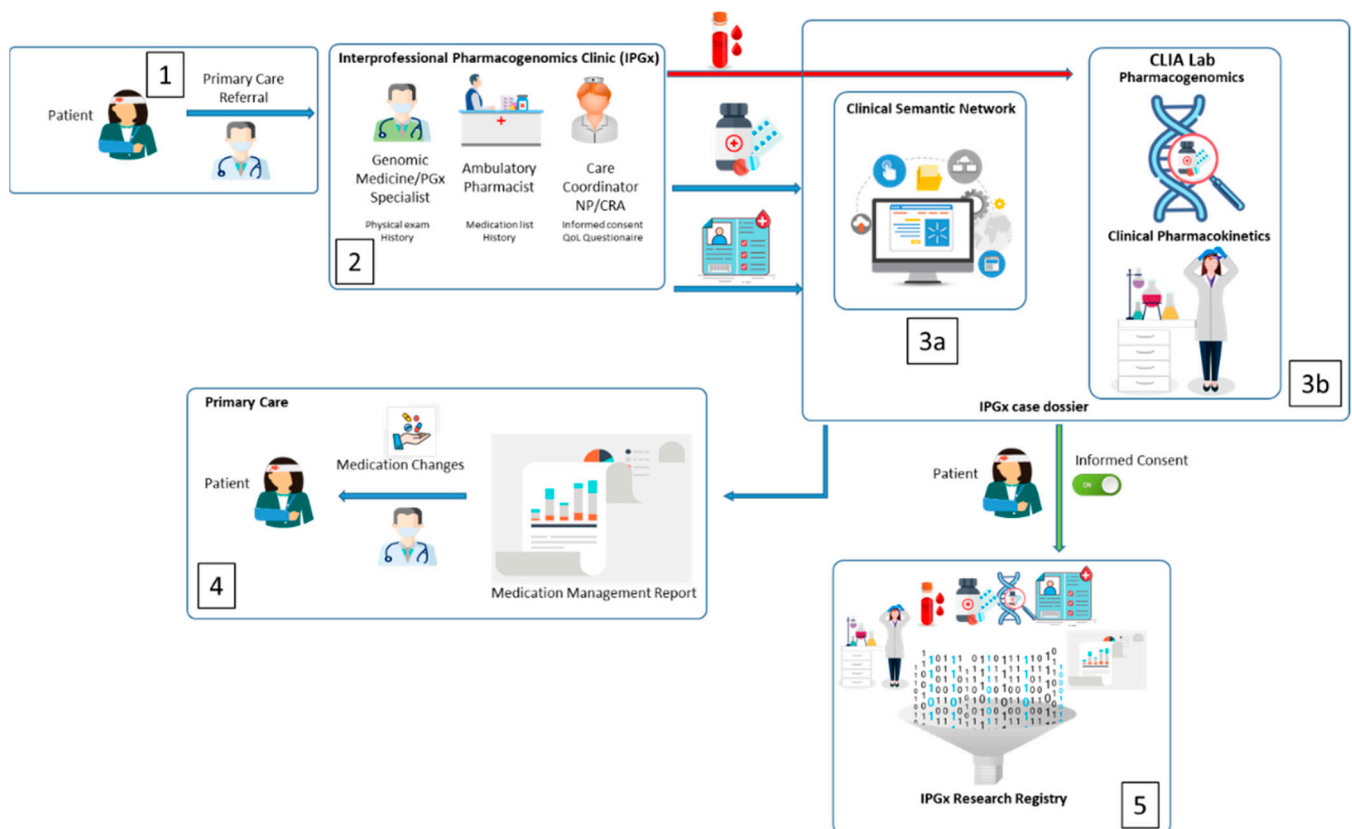 1
Patient
Primary Care
Referral
Interprofessional Pharmacogenomics Clinic (IPGx)
Genomic
Medicine/PGx
Specialist
Physical exam
History
Ambulatory
Pharmacist
Medication list
History
Care
Coordinator
NP/CRA
Informed consent
QoL Questionaire
2
Clinical Semantic Network
3a
CLIA Lab
Pharmacogenomics
Clinical Pharmacokinetics
3b
IPGx case dossier
Primary Care
Medication Changes
Patient
Medication Management Report
4
Patient
Informed Consent
ON
IPGx Research Registry
5